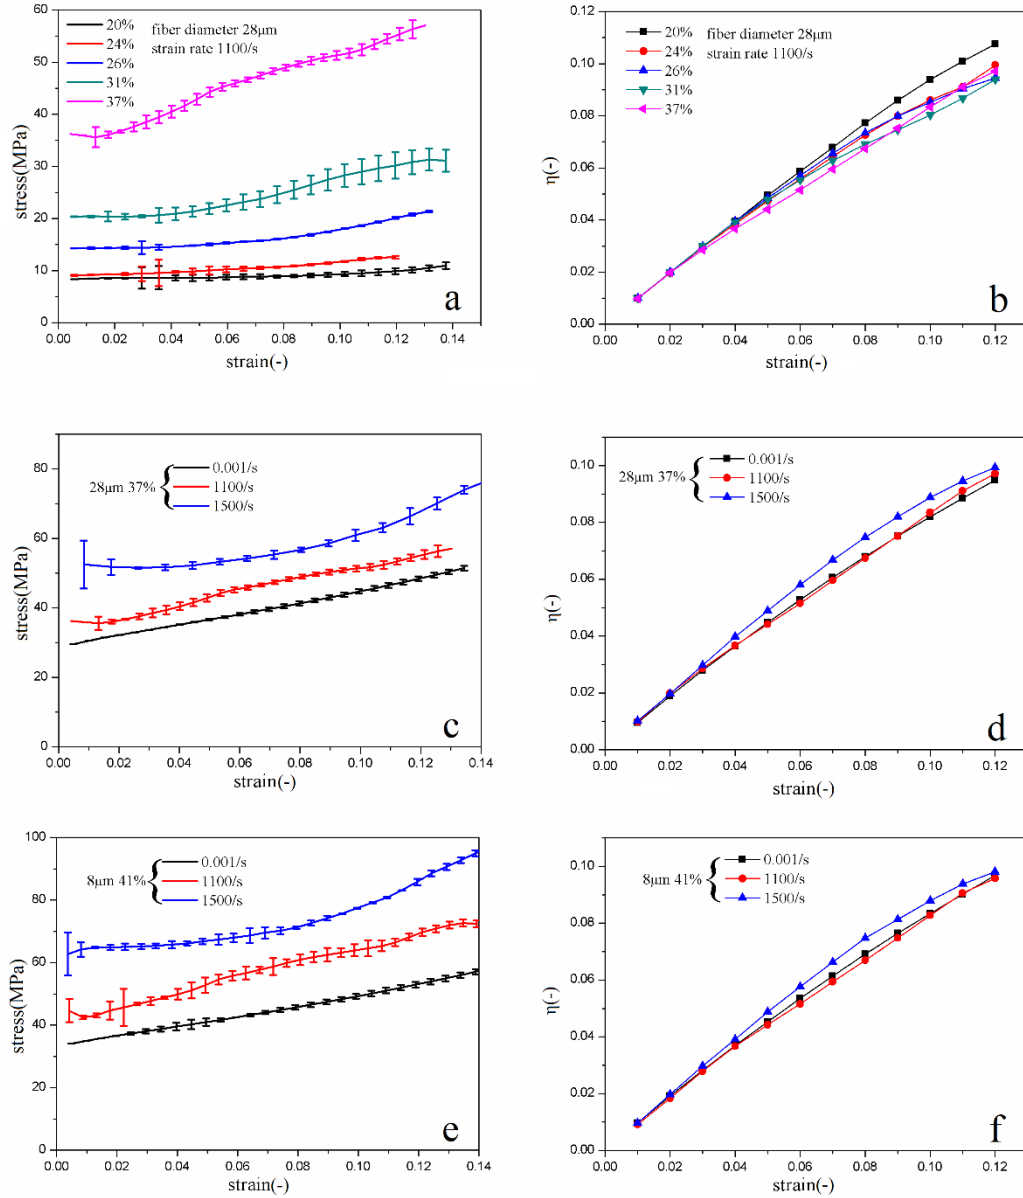 60
50
40
30
20
10
0
stress(MPa)
20%
24%
26%
31%
37%
fiber diameter 28μm
strain rate 1100/s
a
0.00 0.02 0.04 0.06 0.08 0.10 0.12 0.14
strain(-)
0.12
0.10
0.08
0.06
0.04
0.02
0.00
η(-)
20%
24%
26%
31%
37%
fiber diameter 28μm
strain rate 1100/s
b
0.00 0.02 0.04 0.06 0.08 0.10 0.12
strain(-)
80
60
40
20
0
stress(MPa)
28μm 37%
0.001/s
1100/s
1500/s
c
0.00 0.02 0.04 0.06 0.08 0.10 0.12 0.14
strain(-)
0.10
0.08
0.06
0.04
0.02
0.00
η(-)
28μm 37%
0.001/s
1100/s
1500/s
d
0.00 0.02 0.04 0.06 0.08 0.10 0.12
strain(-)
100
80
60
40
20
0
stress(MPa)
8μm 41%
0.001/s
1100/s
1500/s
e
0.00 0.02 0.04 0.06 0.08 0.10 0.12 0.14
strain(-)
0.10
0.08
0.06
0.04
0.02
0.00
η(-)
8μm 41%
0.001/s
1100/s
1500/s
f
0.00 0.02 0.04 0.06 0.08 0.10 0.12
strain(-)